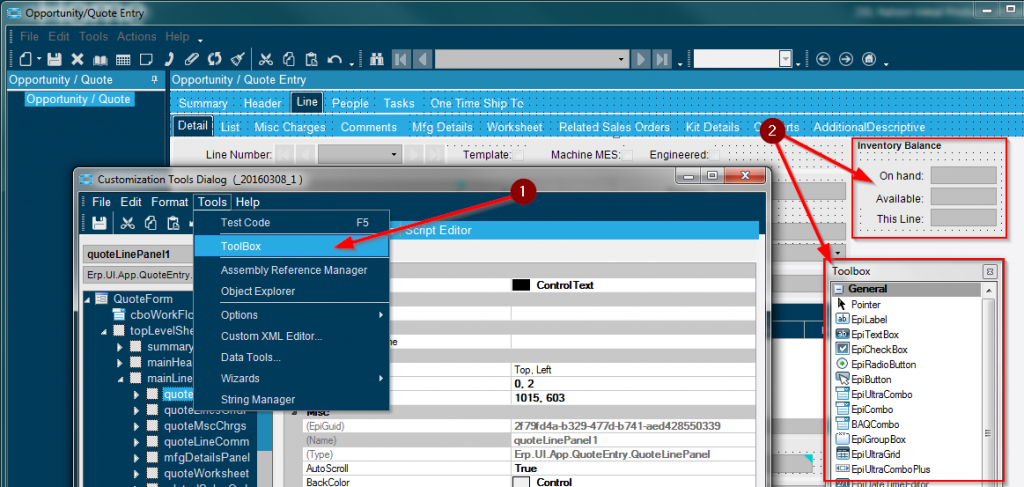 Opportunity/Quote Entry
File Edit Tools Actions Help
Opportunity / Quote
Opportunity / Quote
Opportunity / Quote Entry
Summary Header Line People Tasks One Time Ship To
Detail List Misc Charges Comments Mfg Details Worksheet Related Sales Orders Kit Details AdditionalDescriptive
Line Number: Template: Machine MES: Engineered:
2
Inventory Balance
On hand:
Available:
This Line:
Customization Tools Dialog (_20160308_1 )
1
File Edit Format Tools Help
Test Code F5
ToolBox
Assembly Reference Manager
Object Explorer
Options
Custom XML Editor...
Data Tools...
Wizards
String Manager
Script Editor
quoteLinePanel1
Erp.UI.App.QuoteEntry.
QuoteForm
cboWorkFlo
topLevelShe
summary
mainHea
mainLine
quote
quoteLinesGrid
quoteMscChrgs
quoteLineComm
mfgDetailsPanel
quoteWorksheet
ControlText
Top, Left
0, 2
1015, 603
Misc
(EpiGuid) 2f79fd4a-b329-477d-b741-aed428550339
(Name) quoteLinePanel1
(Type) Erp.UI.App.QuoteEntry.QuoteLinePanel
AutoScroll True
BackColor Control
Toolbox
General
Pointer
EpiLabel
EpiTextBox
EpiCheckBox
EpiRadioButton
EpiButton
EpiUltraCombo
EpiCombo
BAQCombo
EpiGroupBox
EpiUltraGrid
EpiUltraComboPlus
EpiDateTimeEditor